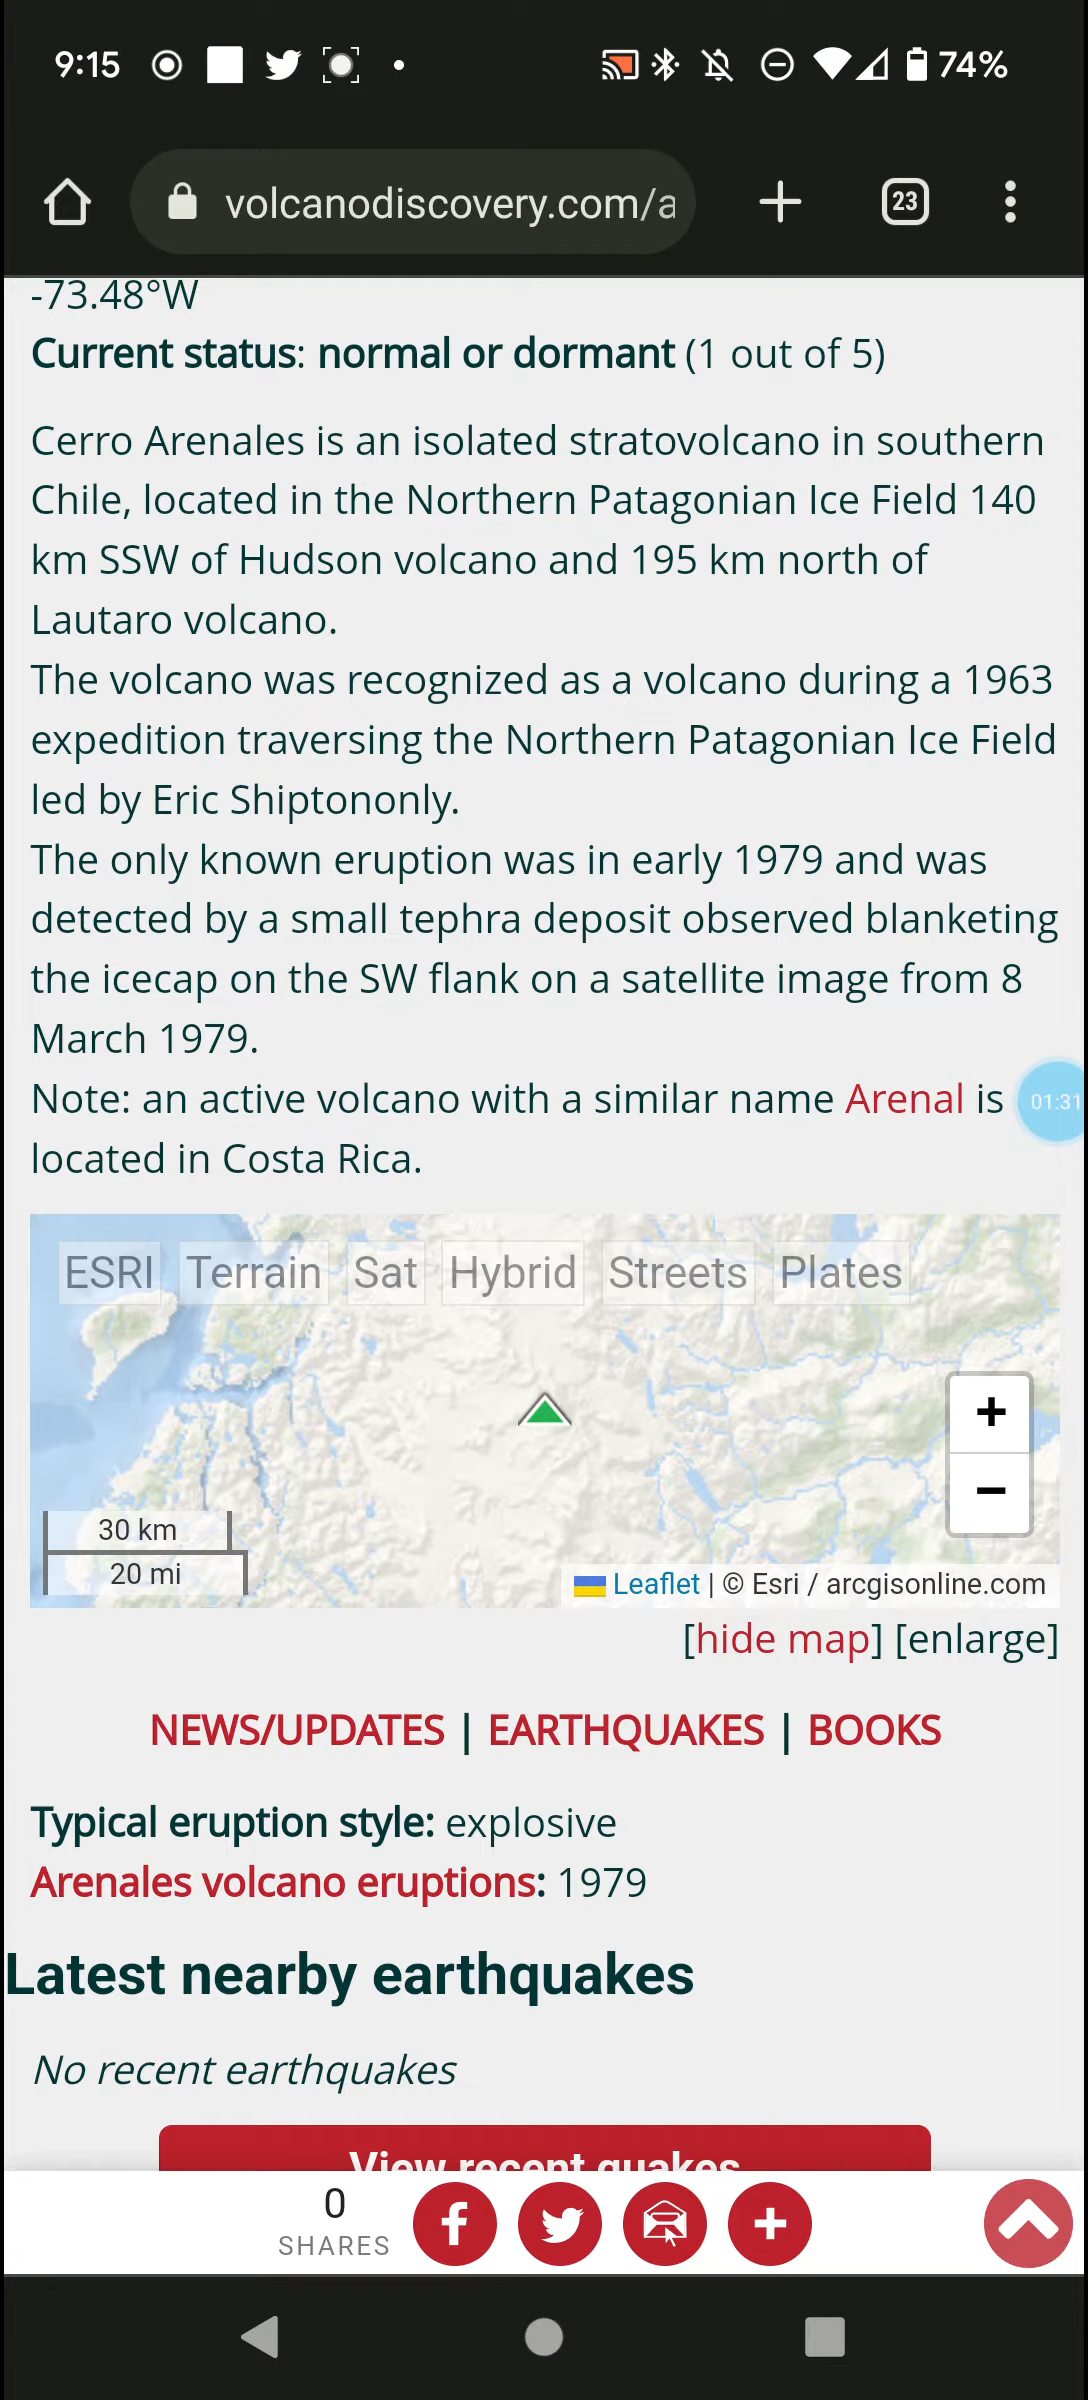 9:15
74%
volcanodiscovery.com/a
23
-73.48°W
Current status: normal or dormant (1 out of 5)
Cerro Arenales is an isolated stratovolcano in southern
Chile, located in the Northern Patagonian Ice Field 140
km SSW of Hudson volcano and 195 km north of
Lautaro volcano.
The volcano was recognized as a volcano during a 1963
expedition traversing the Northern Patagonian Ice Field
led by Eric Shiptononly.
The only known eruption was in early 1979 and was
detected by a small tephra deposit observed blanketing
the icecap on the SW flank on a satellite image from 8
March 1979.
Note: an active volcano with a similar name Arenal is
01:31
located in Costa Rica.
ESRI Terrain Sat Hybrid Streets Plates
+
−
30 km
20 mi
Leaflet | © Esri / arcgisonline.com
[hide map] [enlarge]
NEWS/UPDATES | EARTHQUAKES | BOOKS
Typical eruption style: explosive
Arenales volcano eruptions: 1979
Latest nearby earthquakes
No recent earthquakes
View recent quakes
0
SHARES